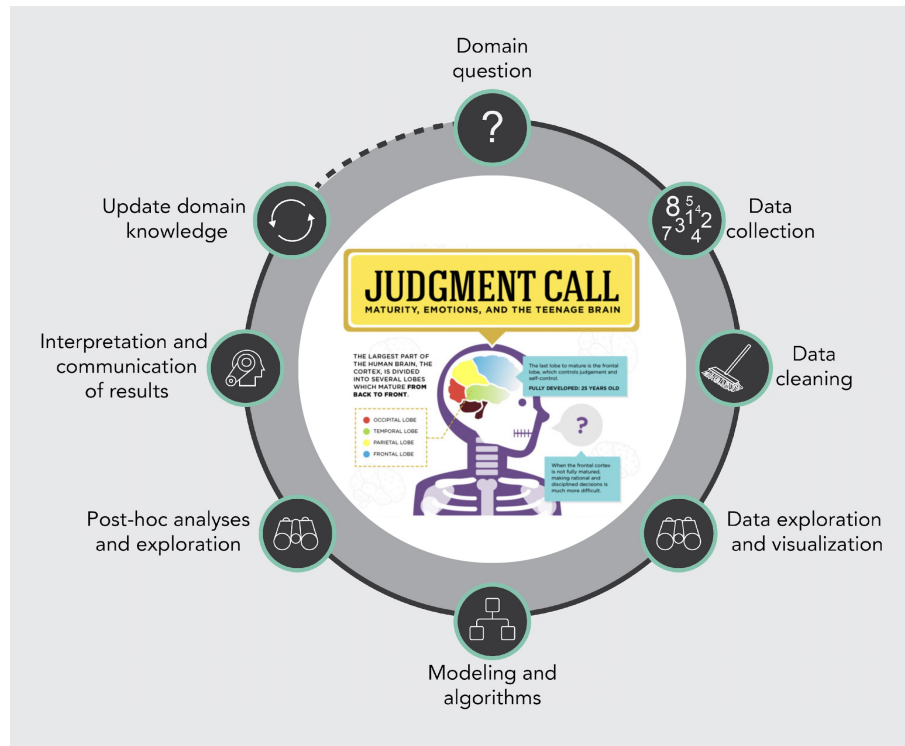 Domain
question
?
8 5 4
7 3 1 2
4
Data
collection
Data
cleaning
Data exploration
and visualization
Modeling and
algorithms
Post-hoc analyses
and exploration
Interpretation and
communication
of results
Update domain
knowledge
JUDGMENT CALL
MATURITY, EMOTIONS, AND THE TEENAGE BRAIN
THE LARGEST PART OF
THE HUMAN BRAIN, THE
CORTEX, IS DIVIDED
INTO SEVERAL LOBES
WHICH MATURE FROM
BACK TO FRONT.
OCCIPITAL LOBE
TEMPORAL LOBE
PARIETAL LOBE
FRONTAL LOBE
The last lobe to mature is the frontal
lobe, which controls judgement and
self-control.
FULLY DEVELOPED: 25 YEARS OLD
?
When the frontal cortex
is not fully matured,
making rational and
disciplined decisions is
much more difficult.